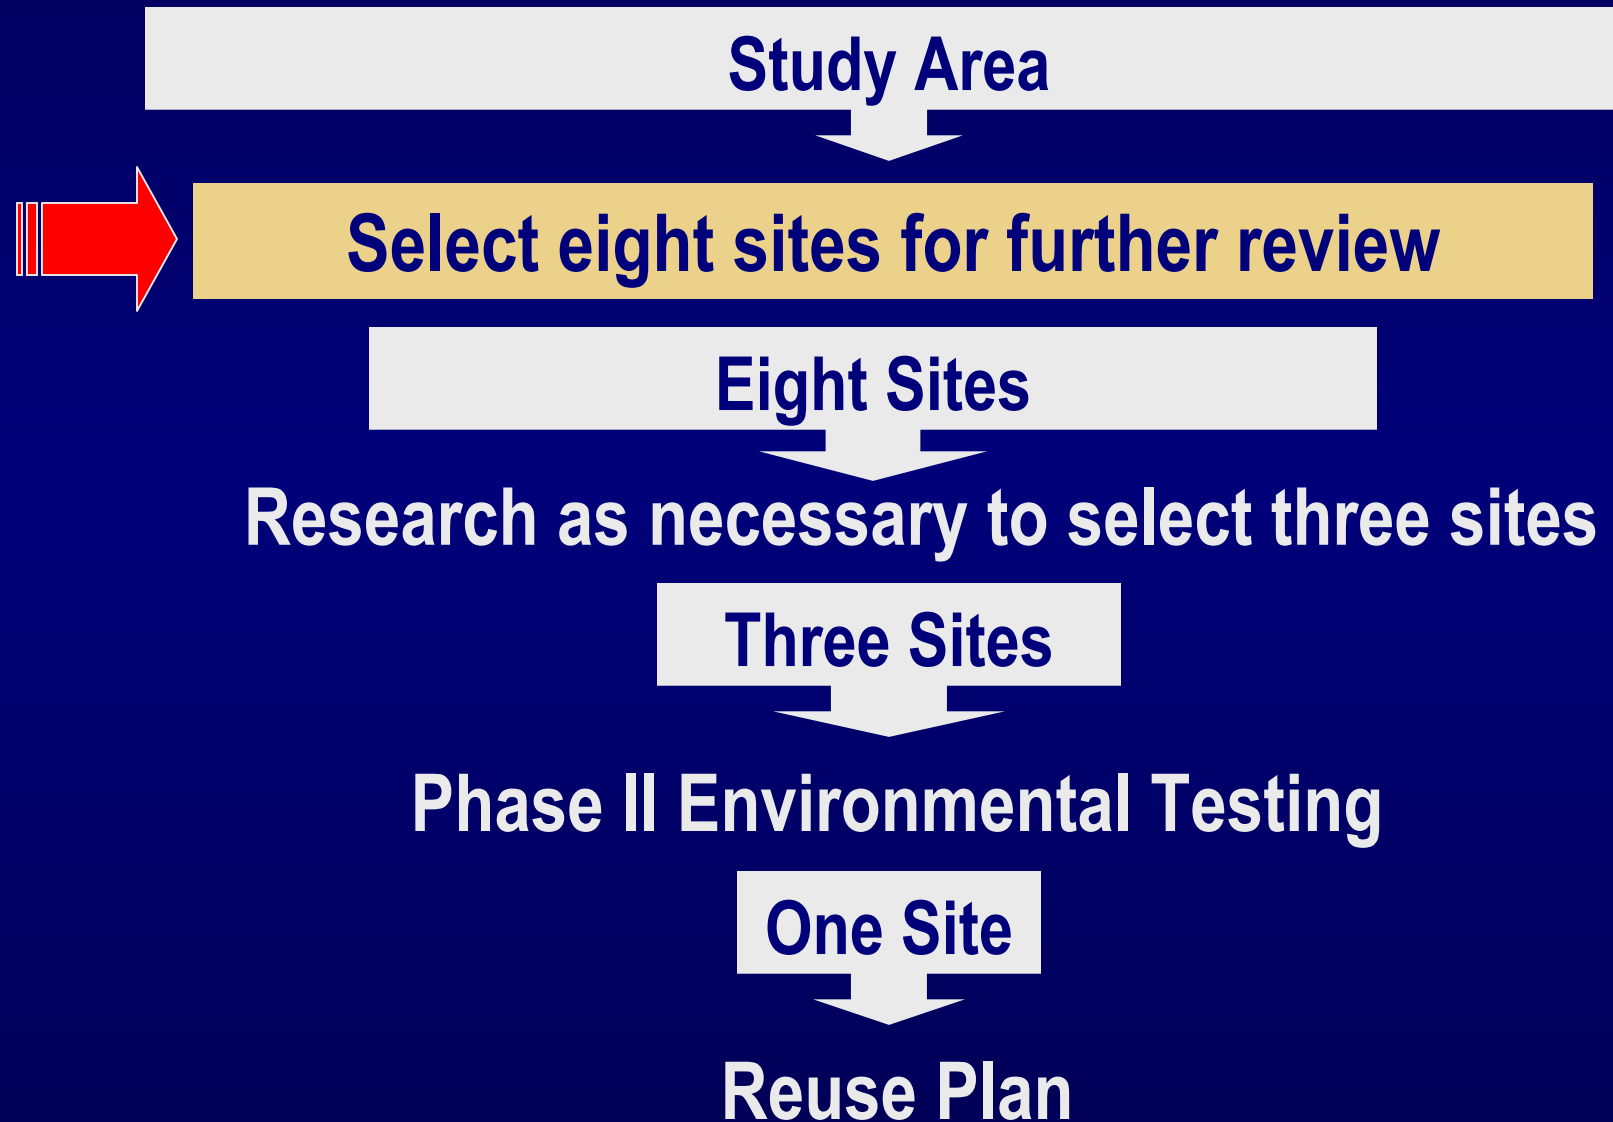 Study Area
Select eight sites for further review
Eight Sites
Research as necessary to select three sites
Three Sites
Phase II Environmental Testing
One Site
Reuse Plan